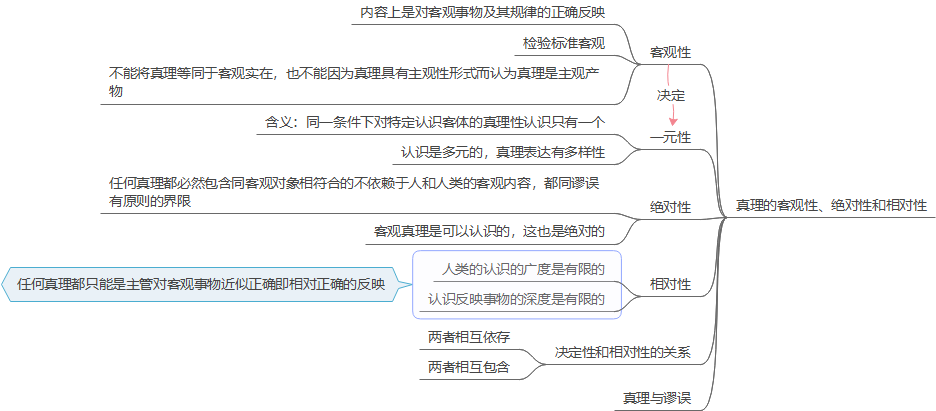 内容上是对客观事物及其规律的正确反映
检验标准客观
客观性
不能将真理等同于客观实在，也不能因为真理具有主观性形式而认为真理是主观产
物
决定
含义：同一条件下对特定认识客体的真理性认识只有一个
一元性
认识是多元的，真理表达有多样性
任何真理都必然包含同客观对象相符合的不依赖于人和人类的客观内容，都同谬误
有原则的界限
绝对性
真理的客观性、绝对性和相对性
客观真理是可以认识的，这也是绝对的
人类的认识的广度是有限的
任何真理都只能是主管对客观事物近似正确即相对正确的反映
相对性
认识反映事物的深度是有限的
两者相互依存
决定性和相对性的关系
两者相互包含
真理与谬误